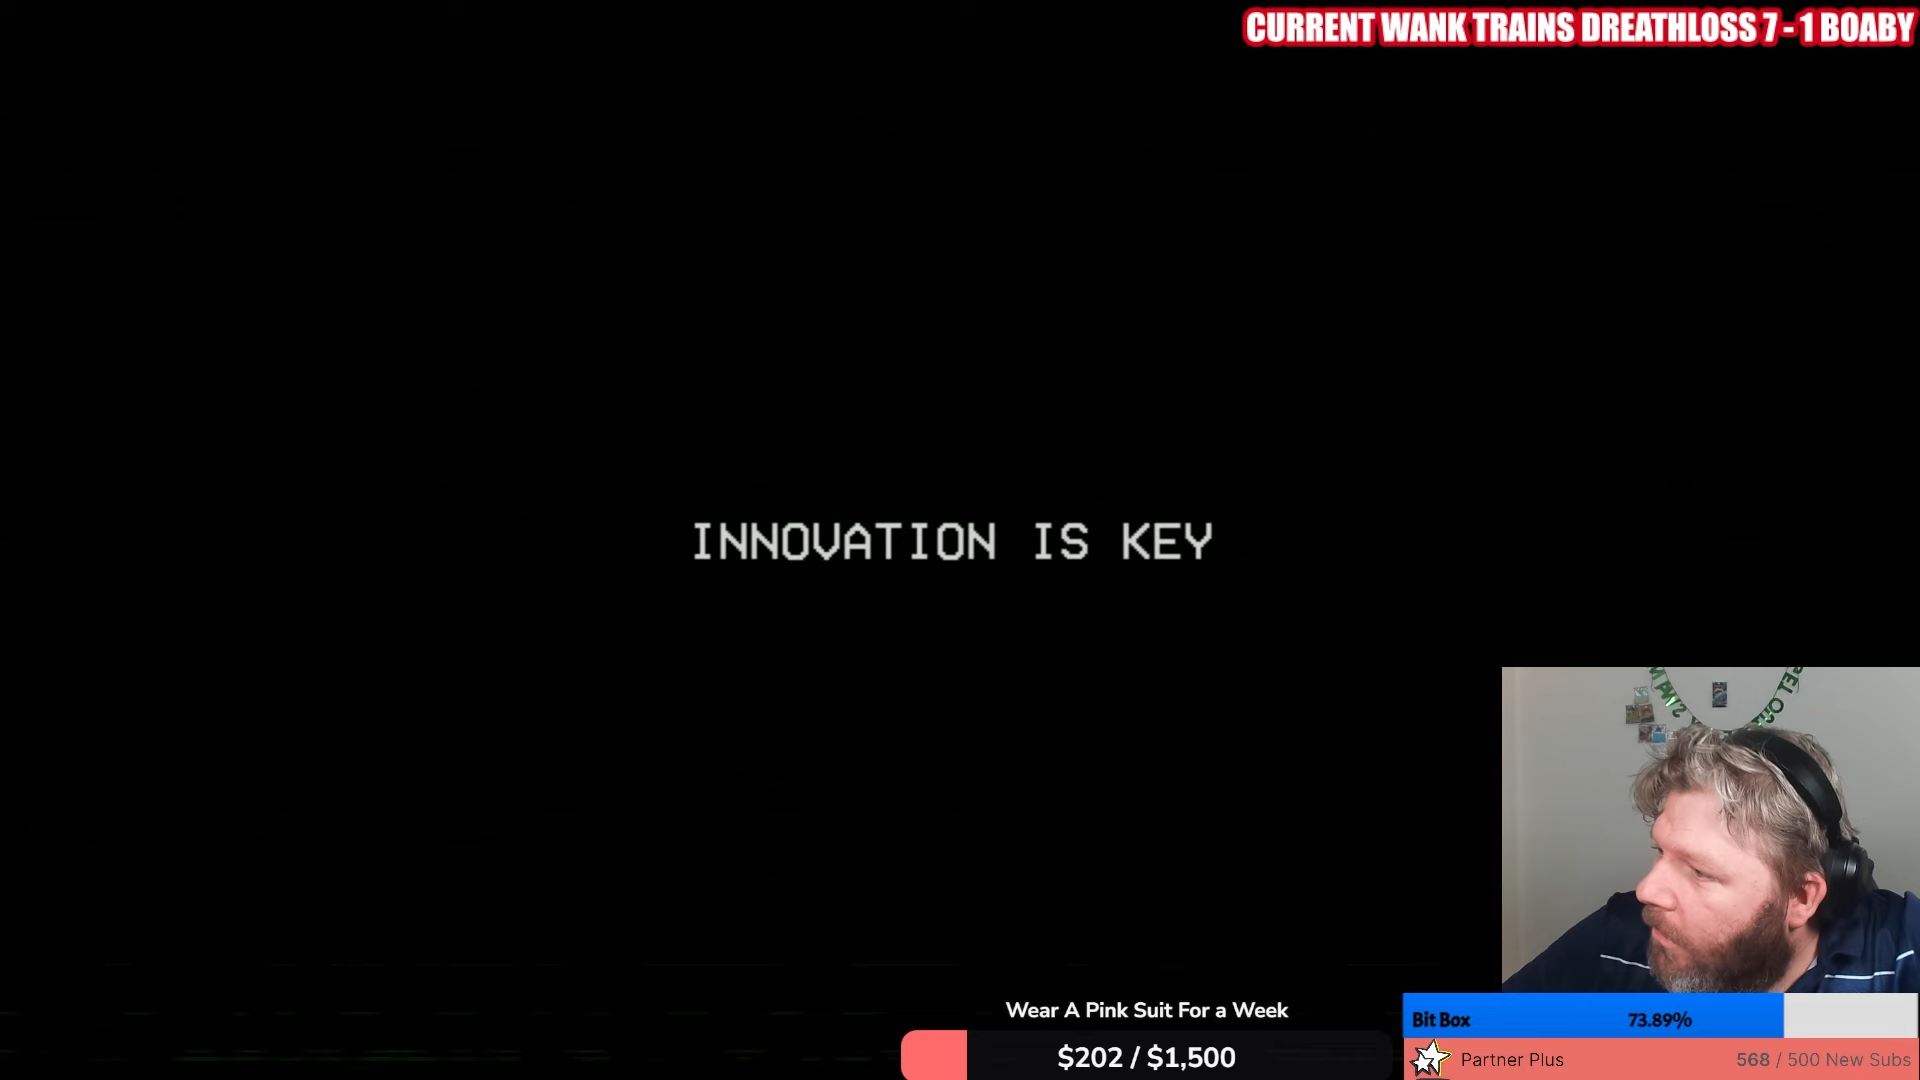 CURRENT WANK TRAINS DREATHLOSS 7 - 1 BOABY
INNOVATION IS KEY
Wear A Pink Suit For a Week
$202 / $1,500
Bit Box 73.89%
Partner Plus 568 / 500 New Subs